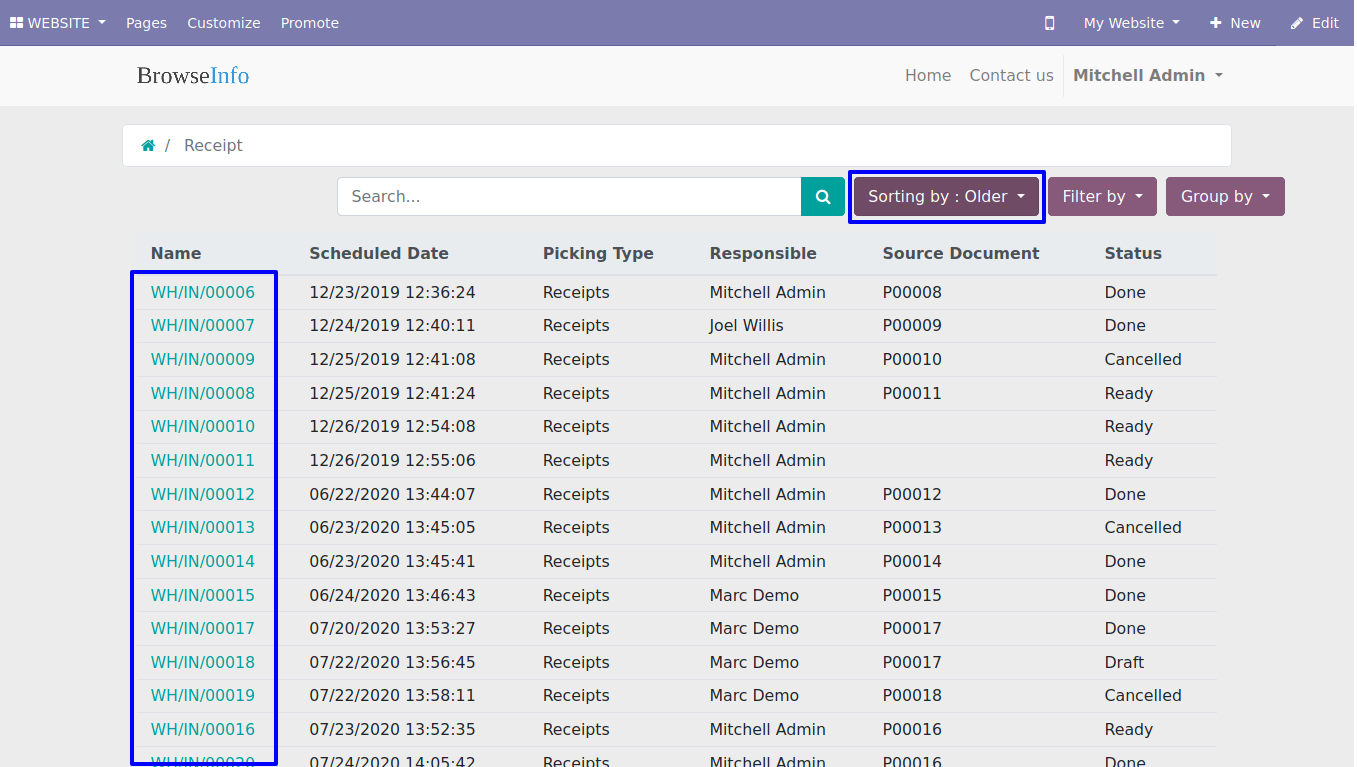 WEBSITE Pages Customize Promote My Website New Edit
BrowseInfo Home Contact us Mitchell Admin
/ Receipt
Search... Sorting by : Older Filter by Group by
Name Scheduled Date Picking Type Responsible Source Document Status
WH/IN/00006 12/23/2019 12:36:24 Receipts Mitchell Admin P00008 Done
WH/IN/00007 12/24/2019 12:40:11 Receipts Joel Willis P00009 Done
WH/IN/00009 12/25/2019 12:41:08 Receipts Mitchell Admin P00010 Cancelled
WH/IN/00008 12/25/2019 12:41:24 Receipts Mitchell Admin P00011 Ready
WH/IN/00010 12/26/2019 12:54:08 Receipts Mitchell Admin Ready
WH/IN/00011 12/26/2019 12:55:06 Receipts Mitchell Admin Ready
WH/IN/00012 06/22/2020 13:44:07 Receipts Mitchell Admin P00012 Done
WH/IN/00013 06/23/2020 13:45:05 Receipts Mitchell Admin P00013 Cancelled
WH/IN/00014 06/23/2020 13:45:41 Receipts Mitchell Admin P00014 Done
WH/IN/00015 06/24/2020 13:46:43 Receipts Marc Demo P00015 Done
WH/IN/00017 07/20/2020 13:53:27 Receipts Marc Demo P00017 Done
WH/IN/00018 07/22/2020 13:56:45 Receipts Marc Demo P00017 Draft
WH/IN/00019 07/22/2020 13:58:11 Receipts Marc Demo P00018 Cancelled
WH/IN/00016 07/23/2020 13:52:35 Receipts Mitchell Admin P00016 Ready
WH/IN/00020 07/24/2020 14:05:42 Receipts Mitchell Admin P00016 Done